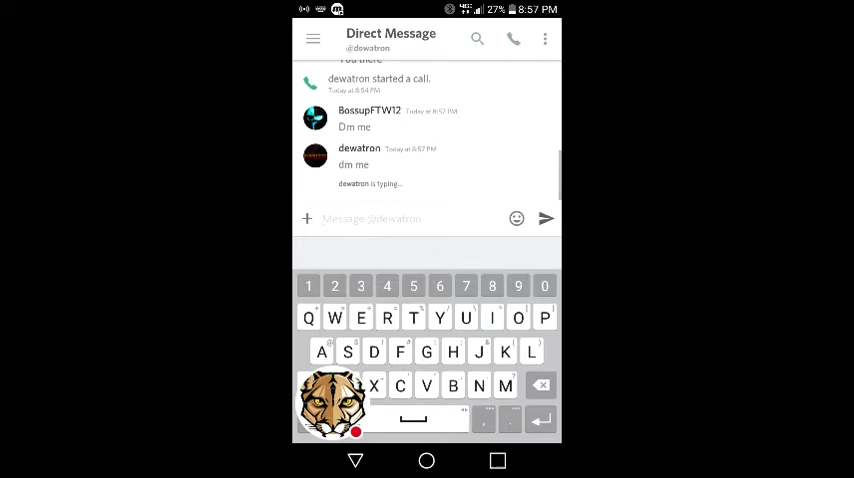 27% 8:57 PM
Direct Message
@dewatron
You there
dewatron started a call.
Today at 8:54 PM
BossupFTW12 Today at 8:57 PM
Dm me
dewatron Today at 8:57 PM
dm me
dewatron is typing...
Message @dewatron
1 2 3 4 5 6 7 8 9 0
Q W E R T Y U I O P
A S D F G H J K L
X C V B N M
, .